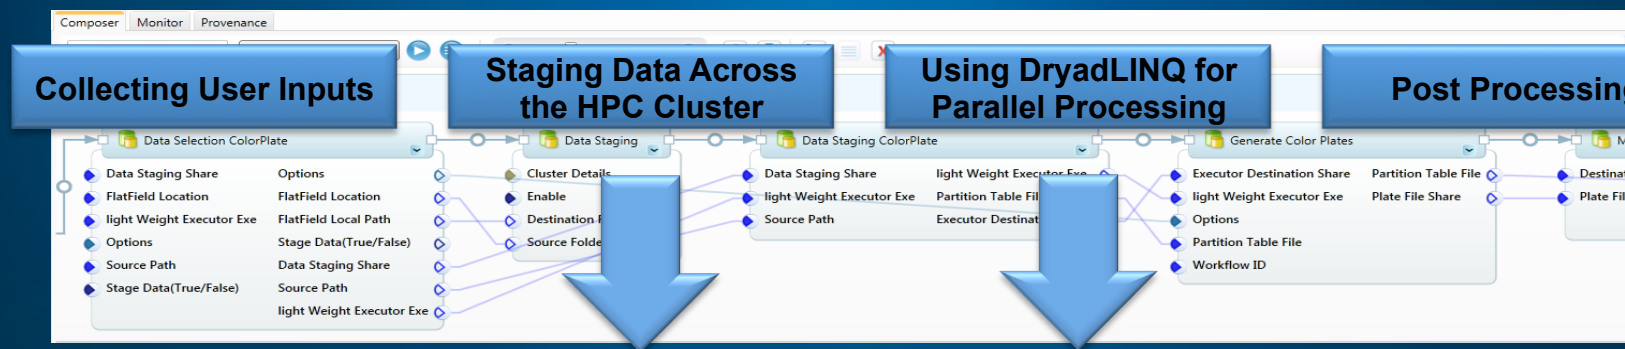 Composer Monitor Provenance
Collecting User Inputs
Staging Data Across
the HPC Cluster
Using DryadLINQ for
Parallel Processing
Post Processing
Data Selection ColorPlate
Data Staging Share Options
FlatField Location FlatField Location
light Weight Executor Exe FlatField Local Path
Options Stage Data(True/False)
Source Path Data Staging Share
Stage Data(True/False) Source Path
light Weight Executor Exe
Data Staging
Cluster Details
Enable
Destination
Source Folde
Data Staging ColorPlate
Data Staging Share light Weight Executor Exe
light Weight Executor Exe Partition Table Fil
Source Path Executor Destinat
Generate Color Plates
Executor Destination Share Partition Table File
light Weight Executor Exe Plate File Share
Options
Partition Table File
Workflow ID
M
Destinat
Plate Fil